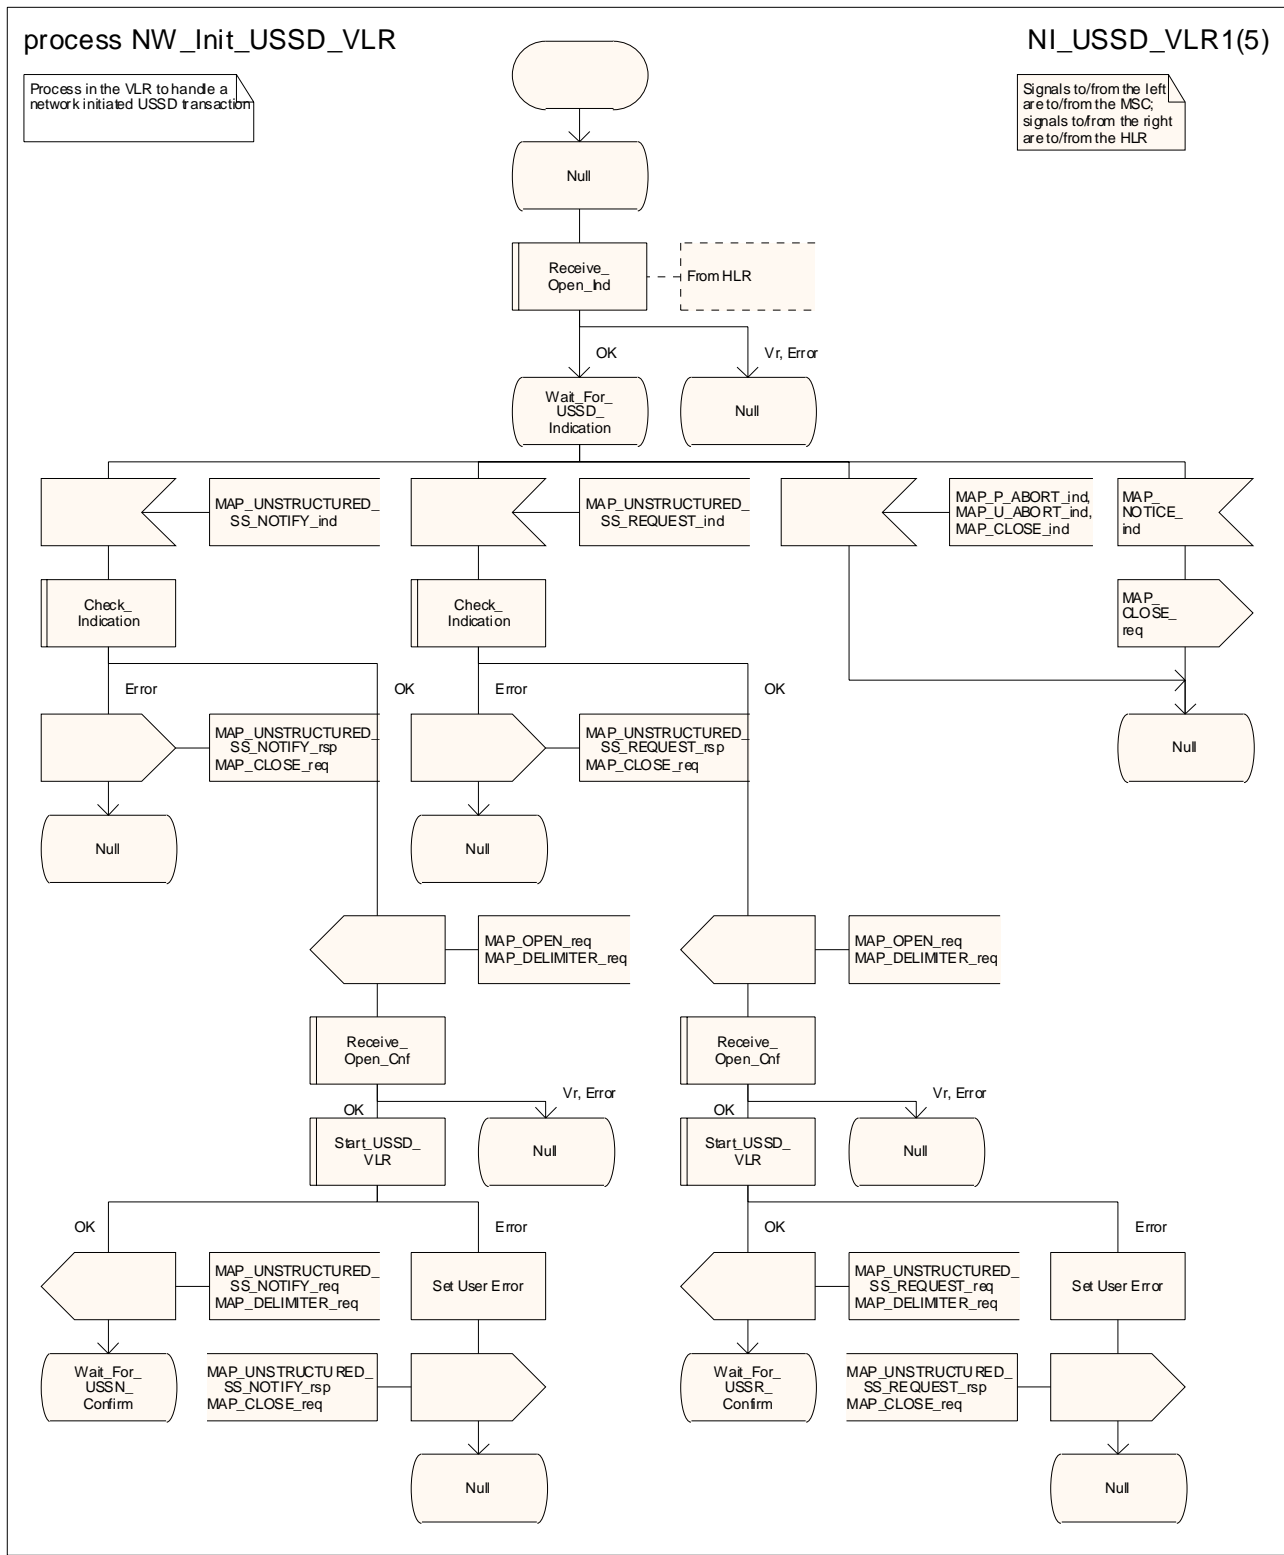 process NW_Init_USSD_VLR
NI_USSD_VLR1(5)
Process in the VLR to handle a
network initiated USSD transaction
Signals to/from the left
are to/from the MSC;
signals to/from the right
are to/from the HLR
Null
Receive_
Open_Ind
From HLR
OK
Vr, Error
Wait_For_
USSD_
Indication
Null
MAP_UNSTRUCTURED_
SS_NOTIFY_ind
MAP_UNSTRUCTURED_
SS_REQUEST_ind
MAP_P_ABORT_ind,
MAP_U_ABORT_ind,
MAP_CLOSE_ind
MAP_
NOTICE_
ind
Check_
Indication
Check_
Indication
MAP_
CLOSE_
req
Error
OK
Error
OK
MAP_UNSTRUCTURED_
SS_NOTIFY_rsp
MAP_CLOSE_req
MAP_UNSTRUCTURED_
SS_REQUEST_rsp
MAP_CLOSE_req
Null
Null
Null
MAP_OPEN_req
MAP_DELIMITER_req
MAP_OPEN_req
MAP_DELIMITER_req
Receive_
Open_Cnf
Receive_
Open_Cnf
OK
Vr, Error
OK
Vr, Error
Start_USSD_
VLR
Null
Start_USSD_
VLR
Null
OK
Error
OK
Error
MAP_UNSTRUCTURED_
SS_NOTIFY_req
MAP_DELIMITER_req
Set User Error
MAP_UNSTRUCTURED_
SS_REQUEST_req
MAP_DELIMITER_req
Set User Error
Wait_For_
USSN_
Confirm
MAP_UNSTRUCTURED_
SS_NOTIFY_rsp
MAP_CLOSE_req
Wait_For_
USSR_
Confirm
MAP_UNSTRUCTURED_
SS_REQUEST_rsp
MAP_CLOSE_req
Null
Null